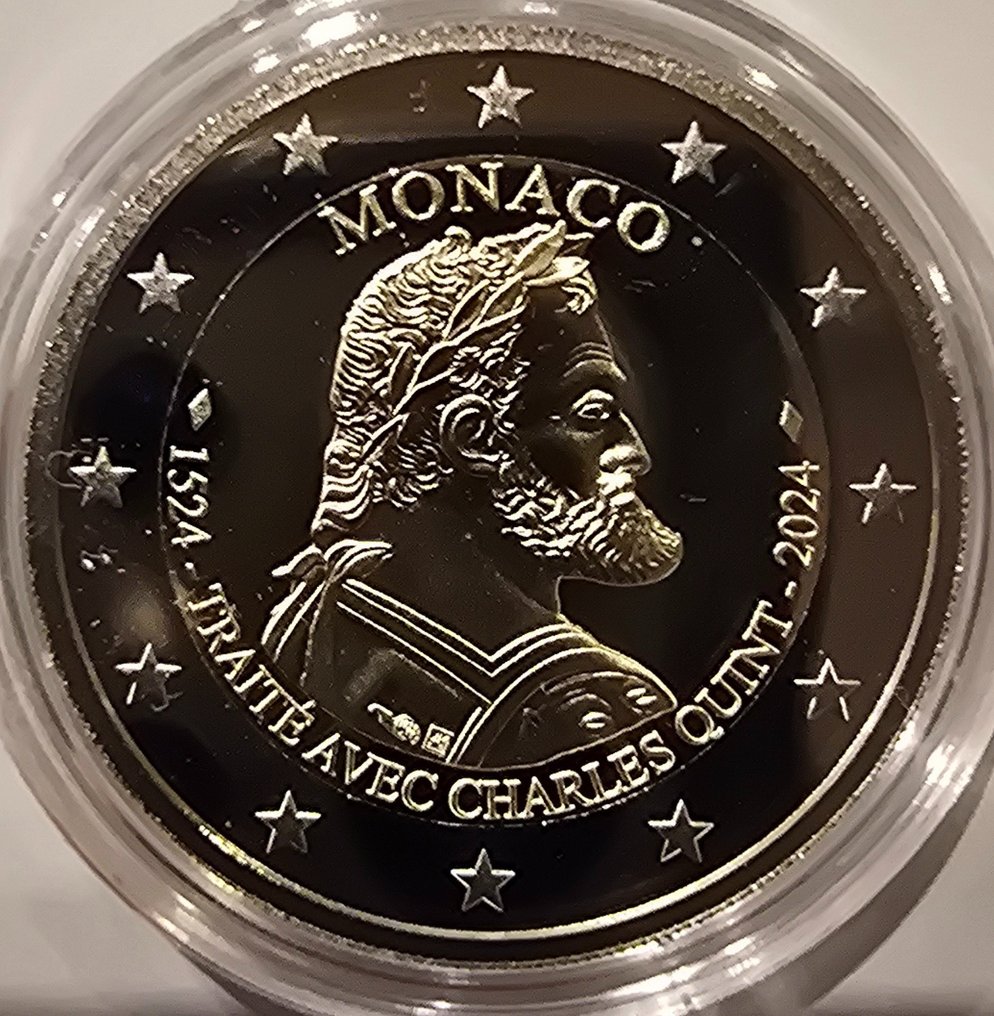 MONACO
1524 - TRAITÉ AVEC CHARLES QUINT - 2024